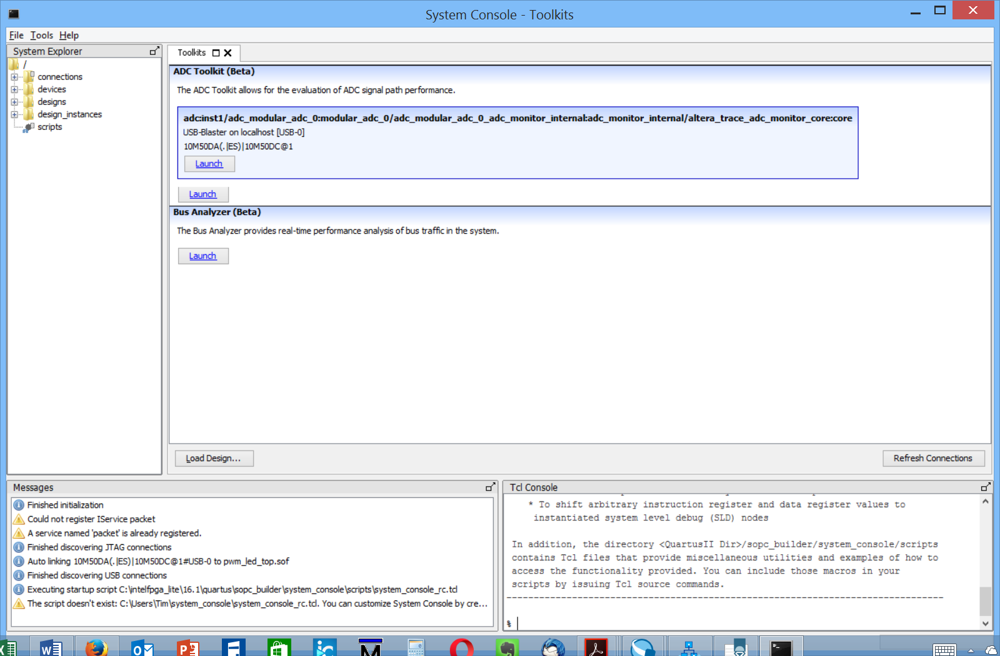 System Console - Toolkits
File Tools Help
System Explorer
/
connections
devices
designs
design_instances
scripts
Toolkits
ADC Toolkit (Beta)
The ADC Toolkit allows for the evaluation of ADC signal path performance.
adc:inst1/adc_modular_adc_0:modular_adc_0/adc_modular_adc_0_adc_monitor_internal:adc_monitor_internal/altera_trace_adc_monitor_core:core
USB-Blaster on localhost [USB-0]
10M50DA(.|ES)|10M50DC@1
Launch
Launch
Bus Analyzer (Beta)
The Bus Analyzer provides real-time performance analysis of bus traffic in the system.
Launch
Load Design...
Refresh Connections
Messages
Finished initialization
Could not register IService packet
A service named 'packet' is already registered.
Finished discovering JTAG connections
Auto linking 10M50DA(.|ES)|10M50DC@1#USB-0 to pwm_led_top.sof
Finished discovering USB connections
Executing startup script C:\intelfpga_lite\16.1\quartus\sopc_builder\system_console\scripts\system_console_rc.tcl
The script doesn't exist: C:\Users\Tim\system_console\system_console_rc.tcl. You can customize System Console by cre...
Tcl Console
* To shift arbitrary instruction register and data register values to
instantiated system level debug (SLD) nodes
In addition, the directory <QuartusII Dir>/sopc_builder/system_console/scripts
contains Tcl files that provide miscellaneous utilities and examples of how to
access the functionality provided. You can include those macros in your
scripts by issuing Tcl source commands.
--------------------------------------------------------------------------------
%